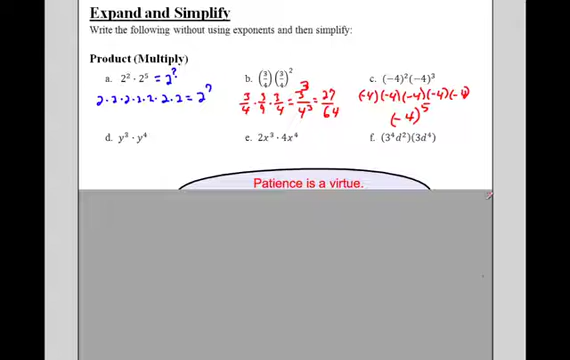 Expand and Simplify
Write the following without using exponents and then simplify:
Product (Multiply)
a. 2² · 2⁵ = 2⁷
2·2·2·2·2·2·2 = 2⁷
b. (3/4)(3/4)²
3/4 · 3/4 · 3/4 = 3³/4³ = 27/64
c. (−4)²(−4)³
(-4)(-4)(-4)(-4)(-4)
(-4)⁵
d. y³ · y⁴
e. 2x³ · 4x⁴
f. (3⁴d²)(3d⁴)
Patience is a virtue.